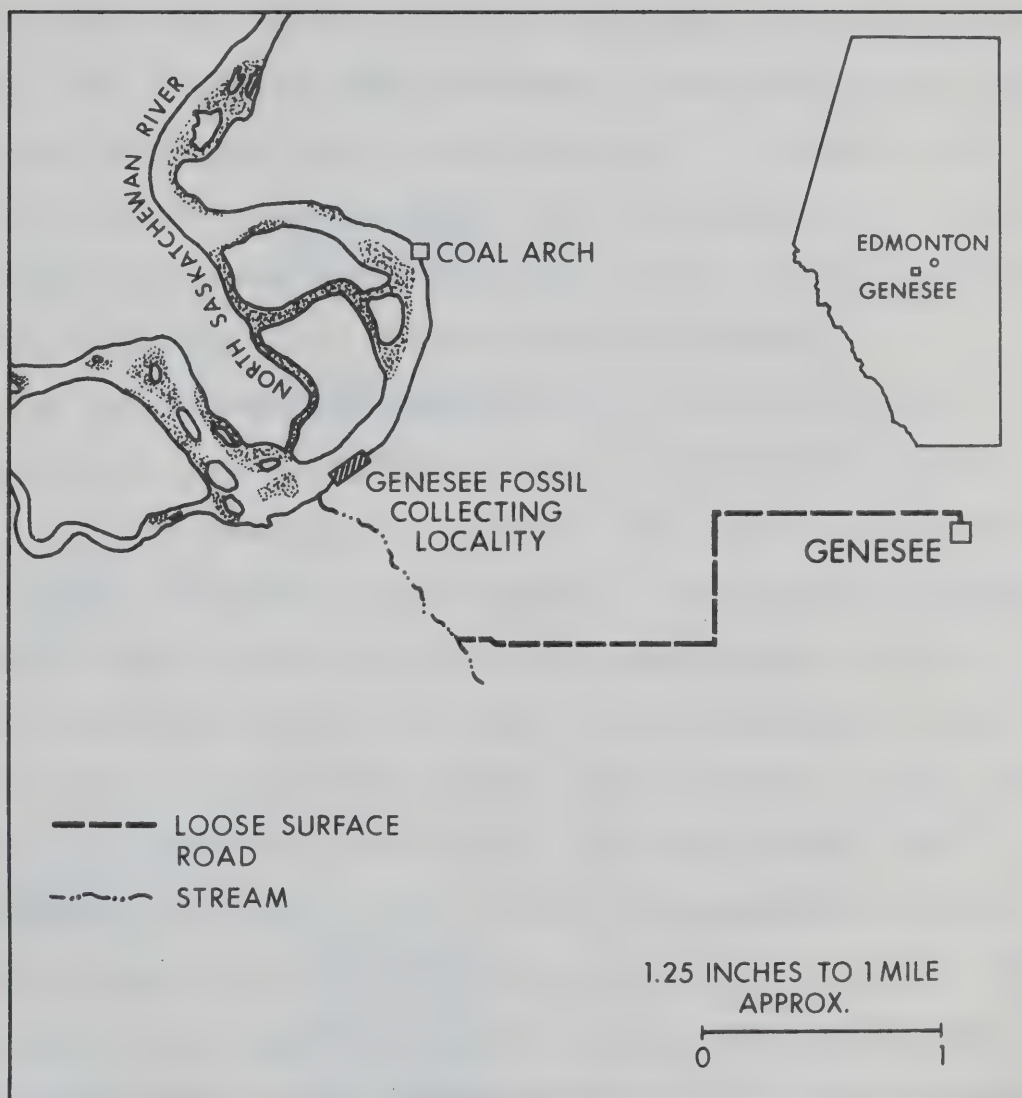 NORTH SASKATCHEWAN RIVER
COAL ARCH
EDMONTON
GENESEE
GENESEE FOSSIL
COLLECTING
LOCALITY
GENESEE
LOOSE SURFACE
ROAD
STREAM
1.25 INCHES TO 1 MILE
APPROX.
0 1